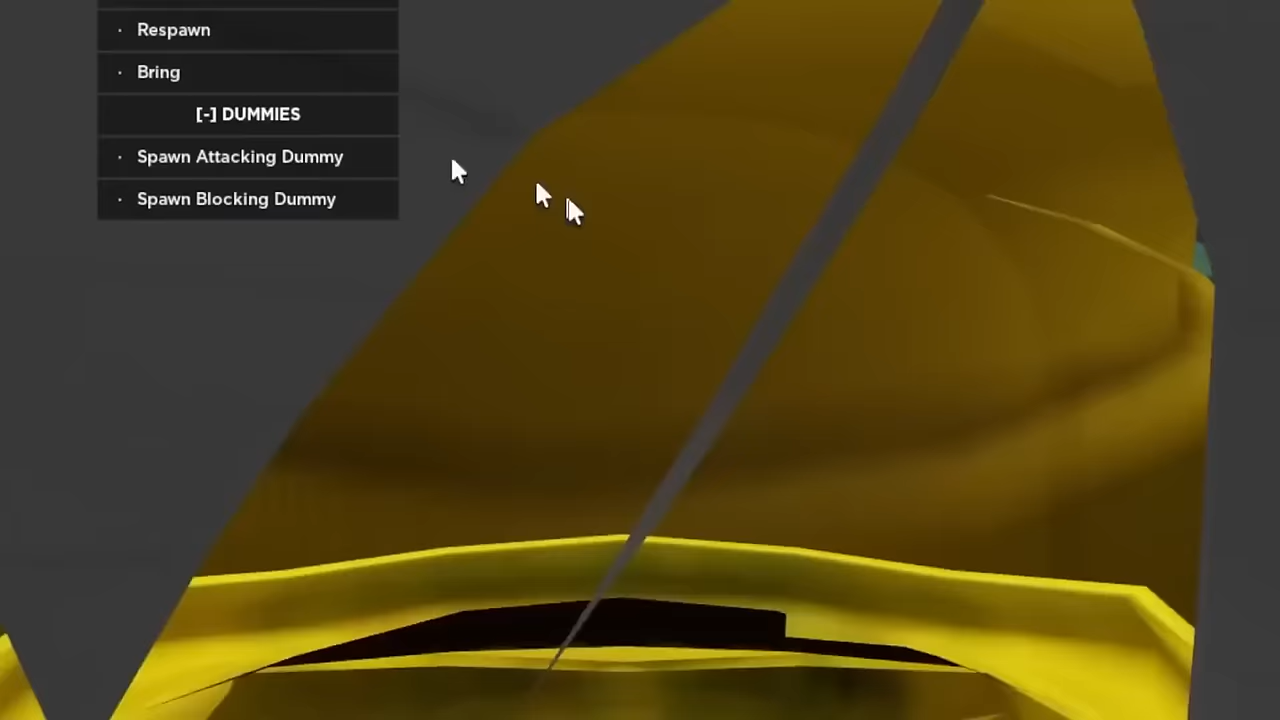 · Respawn
· Bring
[-] DUMMIES
· Spawn Attacking Dummy
· Spawn Blocking Dummy